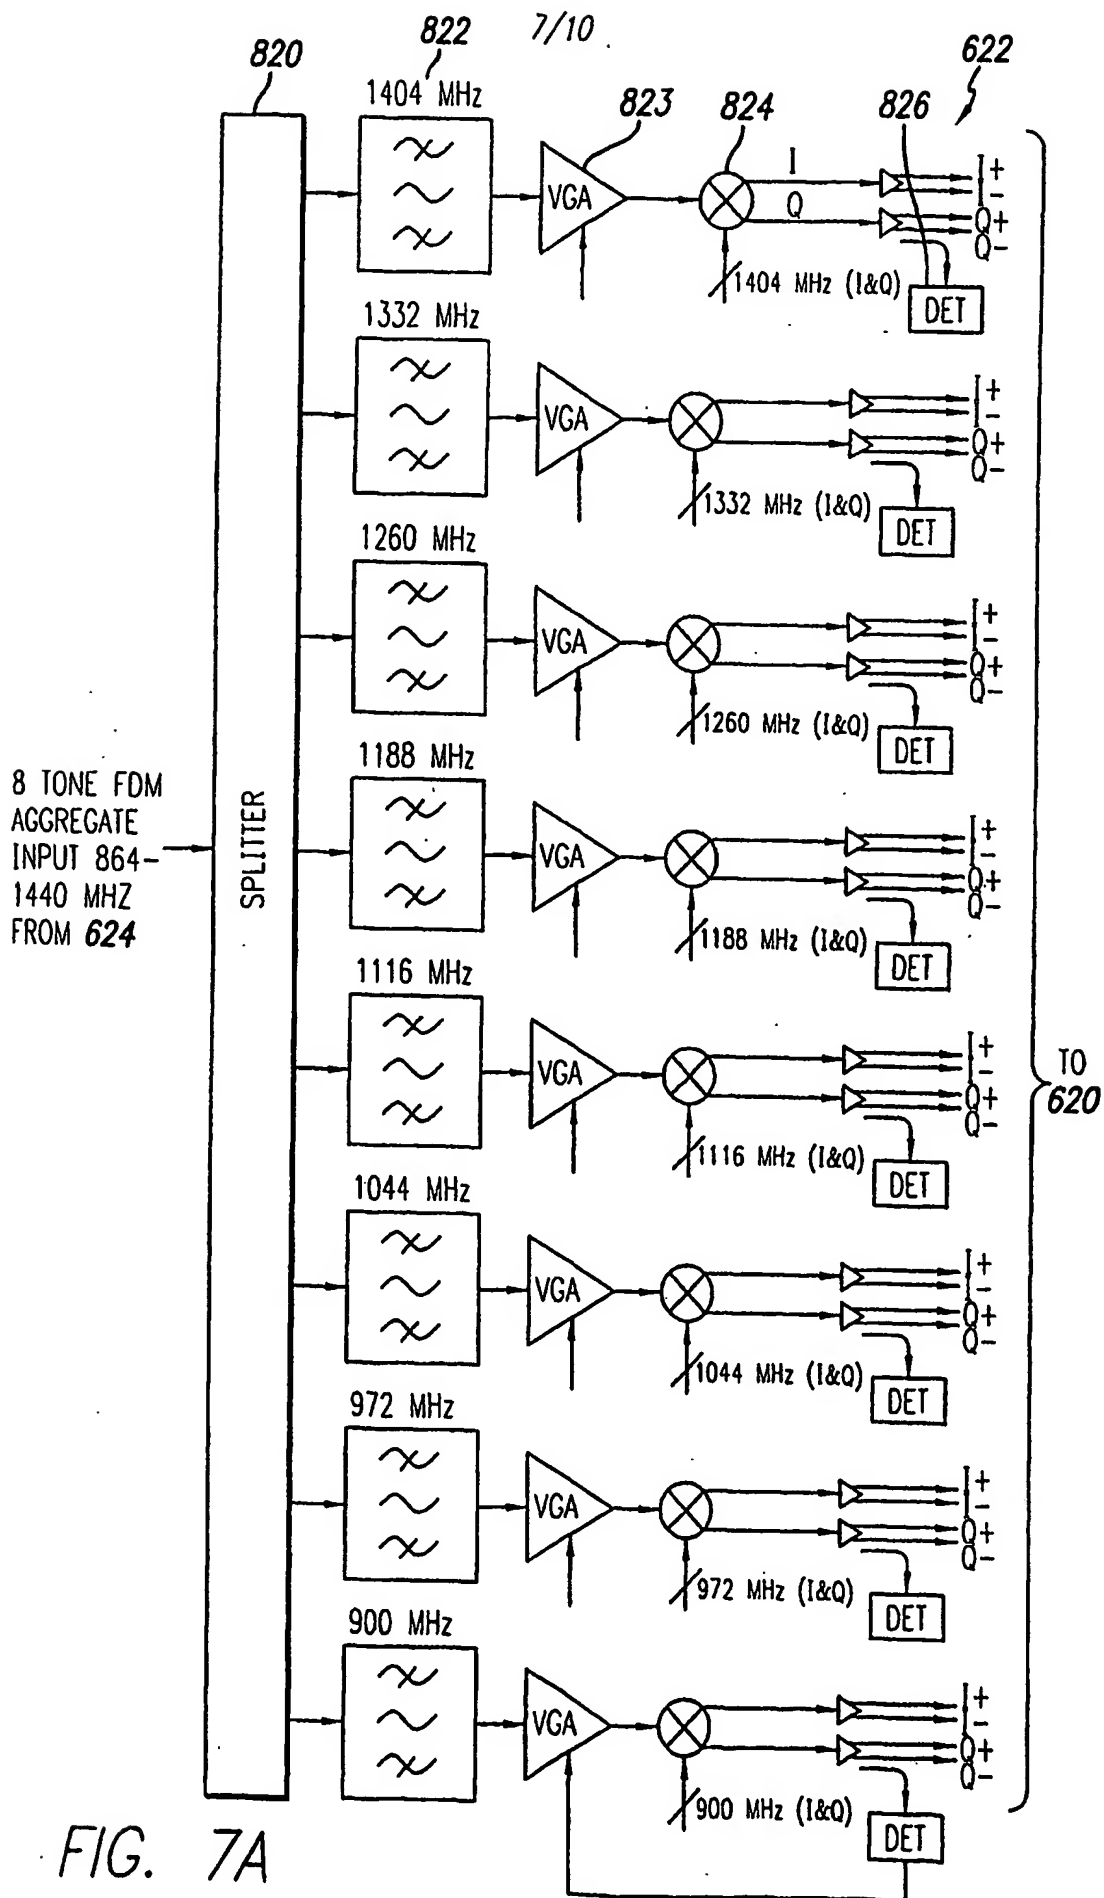 7/10
820
822
1404 MHz
823
824
826
622
VGA
I
Q
I + -
Q+
Q-
1404 MHz (I&Q)
DET
1332 MHz
VGA
I + -
Q+
Q-
1332 MHz (I&Q)
DET
1260 MHz
VGA
I + -
Q+
Q-
1260 MHz (I&Q)
DET
8 TONE FDM
AGGREGATE
INPUT 864-
1440 MHZ
FROM 624
SPLITTER
1188 MHz
VGA
I + -
Q+
Q-
1188 MHz (I&Q)
DET
1116 MHz
VGA
I + -
Q+
Q-
1116 MHz (I&Q)
DET
TO
620
1044 MHz
VGA
I + -
Q+
Q-
1044 MHz (I&Q)
DET
972 MHz
VGA
I + -
Q+
Q-
972 MHz (I&Q)
DET
900 MHz
VGA
I + -
Q+
Q-
900 MHz (I&Q)
DET
FIG. 7A